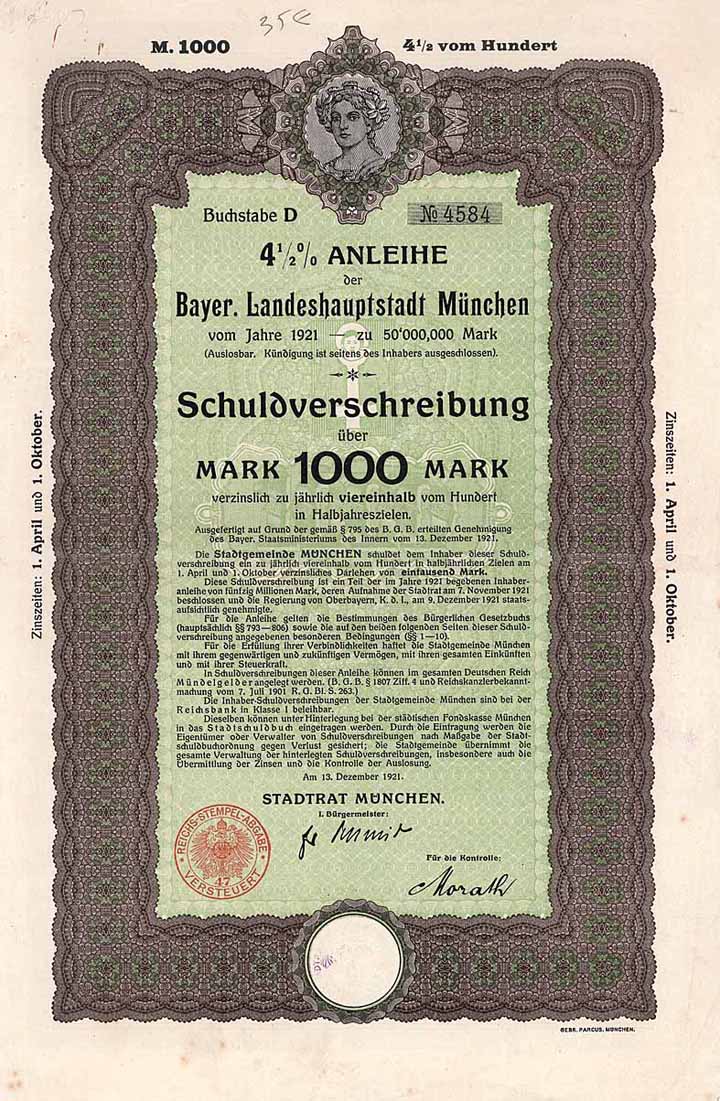 35€
M. 1000 4 1/2 vom Hundert
Buchstabe D № 4584
4 1/2 % ANLEIHE
der
Bayer. Landeshauptstadt München
vom Jahre 1921 — zu 50'000,000 Mark
(Auslosbar. Kündigung ist seitens des Inhabers ausgeschlossen).
Schuldverschreibung
über
MARK 1000 MARK
verzinslich zu jährlich viereinhalb vom Hundert
in Halbjahreszielen.
Ausgefertigt auf Grund der gemäß § 795 des B. G. B. erteilten Genehmigung
des Bayer. Staatsministeriums des Innern vom 13. Dezember 1921.
Die Stadtgemeinde MÜNCHEN schuldet dem Inhaber dieser Schuld-
verschreibung ein zu jährlich viereinhalb vom Hundert in halbjährlichen Zielen am
1. April und 1. Oktober verzinsliches Darlehen von eintausend Mark.
Diese Schuldverschreibung ist ein Teil der im Jahre 1921 begebenen Inhaber-
anleihe von fünfzig Millionen Mark, deren Aufnahme der Stadtrat am 7. November 1921
beschlossen und die Regierung von Oberbayern, K. d. I., am 9. Dezember 1921 staats-
aufsichtlich genehmigte.
Für die Anleihe gelten die Bestimmungen des Bürgerlichen Gesetzbuchs
(hauptsächlich §§ 793—806) sowie die auf den beiden folgenden Seiten dieser Schuld-
verschreibung angegebenen besonderen Bedingungen (§§ 1—10).
Für die Erfüllung ihrer Verbindlichkeiten haftet die Stadtgemeinde München
mit ihrem gegenwärtigen und zukünftigen Vermögen, mit ihren gesamten Einkünften
und mit ihrer Steuerkraft.
In Schuldverschreibungen dieser Anleihe können im gesamten Deutschen Reich
Mündelgelder angelegt werden. (B. G. B. § 1807 Ziff. 4 und Reichskanzlerbekannt-
machung vom 7. Juli 1901 R. G. Bl. S. 263.)
Die Inhaber-Schuldverschreibungen der Stadtgemeinde München sind bei der
Reichsbank in Klasse I beleihbar.
Dieselben können unter Hinterlegung bei der städtischen Fondskasse München
in das Stadtschuldbuch eingetragen werden. Durch die Eintragung werden die
Eigentümer oder Verwalter von Schuldverschreibungen nach Maßgabe der Stadt-
schuldbuchordnung gegen Verlust gesichert; die Stadtgemeinde übernimmt die
gesamte Verwaltung der hinterlegten Schuldverschreibungen, insbesondere auch die
Übermittlung der Zinsen und die Kontrolle der Auslosung.
Am 13. Dezember 1921.
STADTRAT MÜNCHEN.
I. Bürgermeister:
Für die Kontrolle:
Morath
REICHS-STEMPEL-ABGABE
47
VERSTEUERT
Zinszeiten: 1. April und 1. Oktober.
Zinszeiten: 1. April und 1. Oktober.
GEBR. PARCUS, MÜNCHEN.